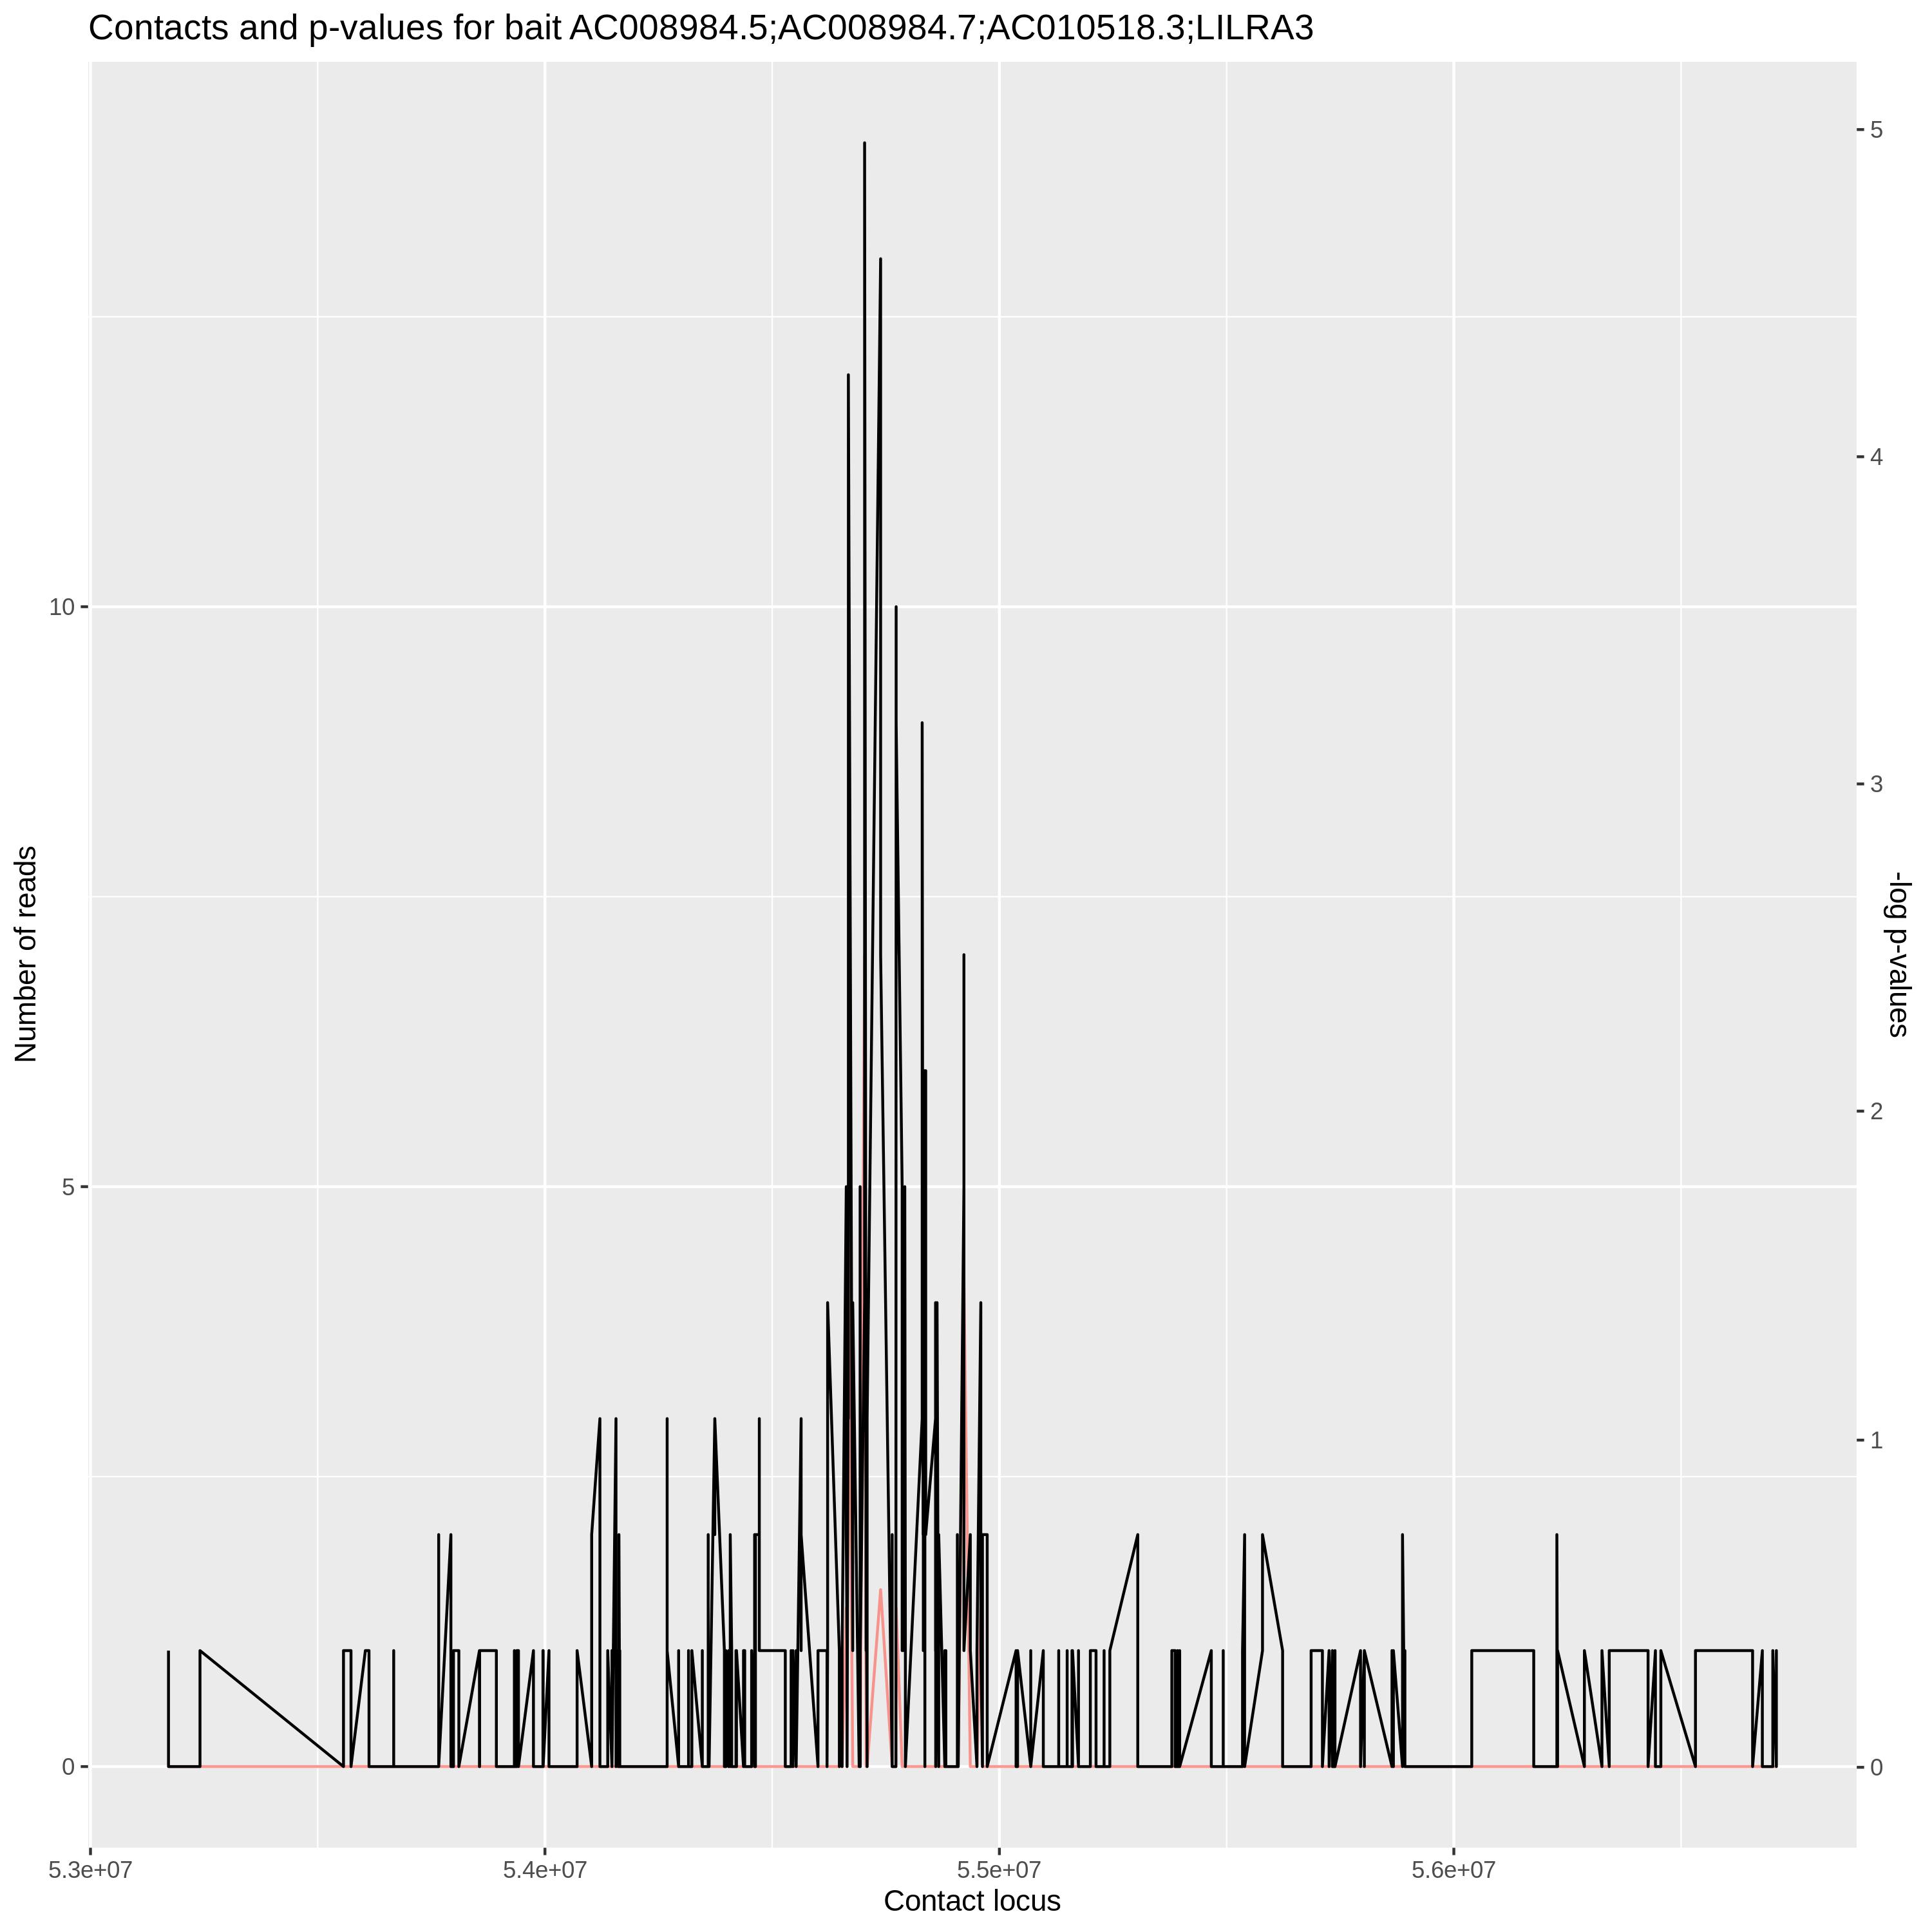 Contacts and p-values for bait AC008984.5;AC008984.7;AC010518.3;LILRA3
5
4
10
3
Number of reads
-log p-values
2
5
1
0
0
5.3e+07
5.4e+07
5.5e+07
5.6e+07
Contact locus